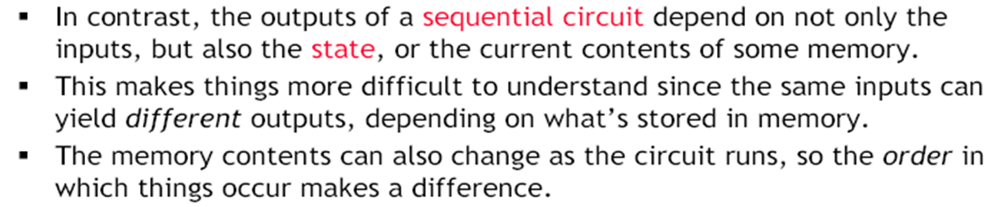 ▪ In contrast, the outputs of a sequential circuit depend on not only the
inputs, but also the state, or the current contents of some memory.
▪ This makes things more difficult to understand since the same inputs can
yield different outputs, depending on what’s stored in memory.
▪ The memory contents can also change as the circuit runs, so the order in
which things occur makes a difference.